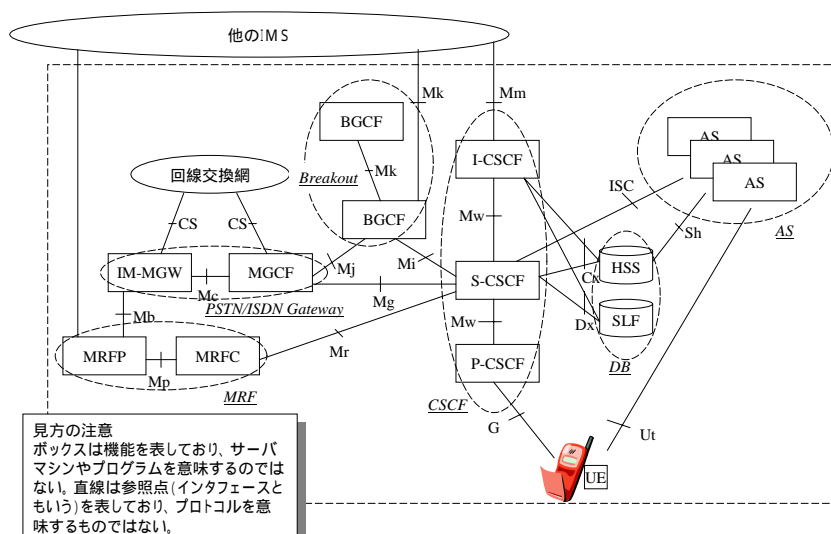 他のIMS
Mk
Mm
BGCF
AS
AS
AS
I-CSCF
Mk
Breakout
回線交換網
ISC
BGCF
Mw
CS
CS
Sh
AS
Mj
Mi
IM-MGW
MGCF
S-CSCF
Cx
HSS
Mc
PSTN/ISDN Gateway
Mg
Mb
Mw
Dx
SLF
MRFP
MRFC
Mr
P-CSCF
Mp
DB
MRF
CSCF
G
Ut
UE
見方の注意
ボックスは機能を表しており、サーバ
マシンやプログラムを意味するのでは
ない。直線は参照点(インタフェースと
もいう)を表しており、プロトコルを意
味するものではない。